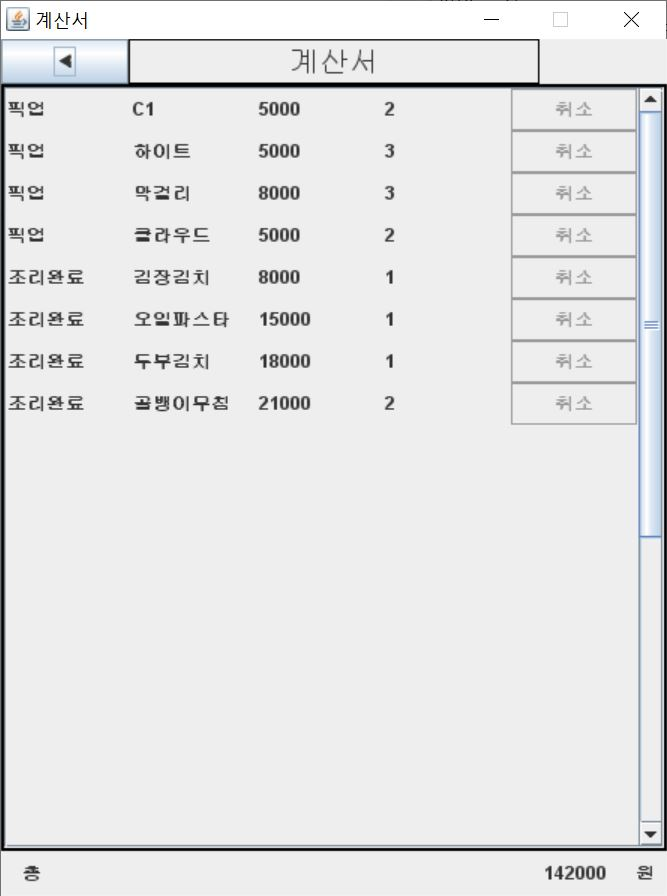 계산서
계산서
픽업 C1 5000 2 취소
픽업 하이트 5000 3 취소
픽업 막걸리 8000 3 취소
픽업 클라우드 5000 2 취소
조리완료 김장김치 8000 1 취소
조리완료 오일파스타 15000 1 취소
조리완료 두부김치 18000 1 취소
조리완료 골뱅이무침 21000 2 취소
총 142000 원